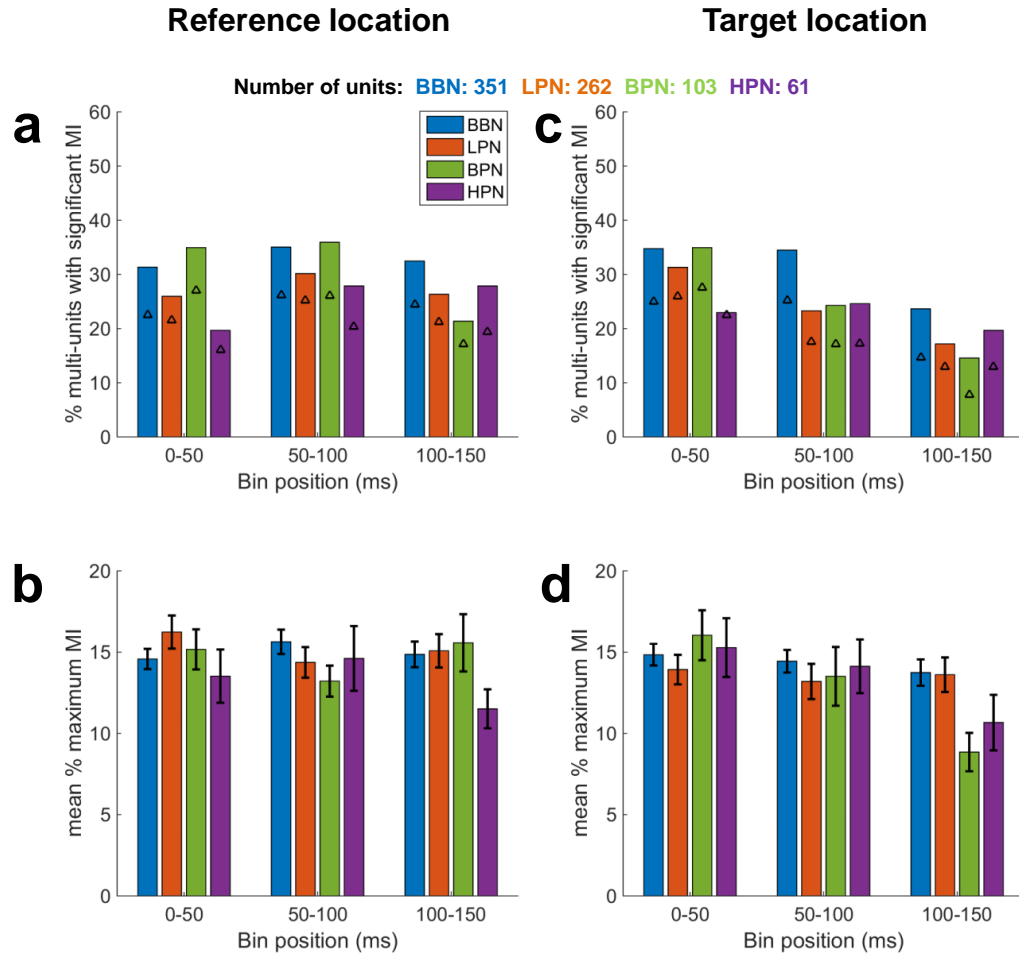 Reference location
Target location
Number of units: BBN: 351 LPN: 262 BPN: 103 HPN: 61
a
% multi-units with significant MI
60
50
40
30
20
10
0
BBN
LPN
BPN
HPN
0-50 50-100 100-150
Bin position (ms)
c
% multi-units with significant MI
60
50
40
30
20
10
0
0-50 50-100 100-150
Bin position (ms)
b
mean % maximum MI
20
15
10
5
0
0-50 50-100 100-150
Bin position (ms)
d
mean % maximum MI
20
15
10
5
0
0-50 50-100 100-150
Bin position (ms)